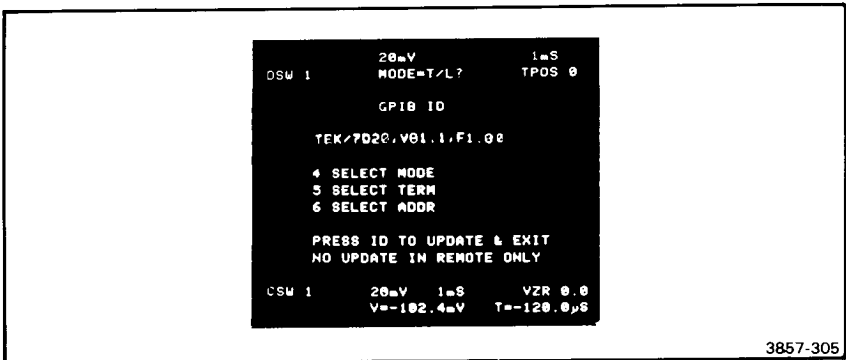 20mV 1mS
DSW 1 MODE=T/L? TPOS 0
GPIB ID
TEK/7D20,V81.1,F1.00
4 SELECT MODE
5 SELECT TERM
6 SELECT ADDR
PRESS ID TO UPDATE & EXIT
NO UPDATE IN REMOTE ONLY
CSW 1 20mV 1mS VZR 0.0
V=-102.4mV T=-120.0µS
3857-305